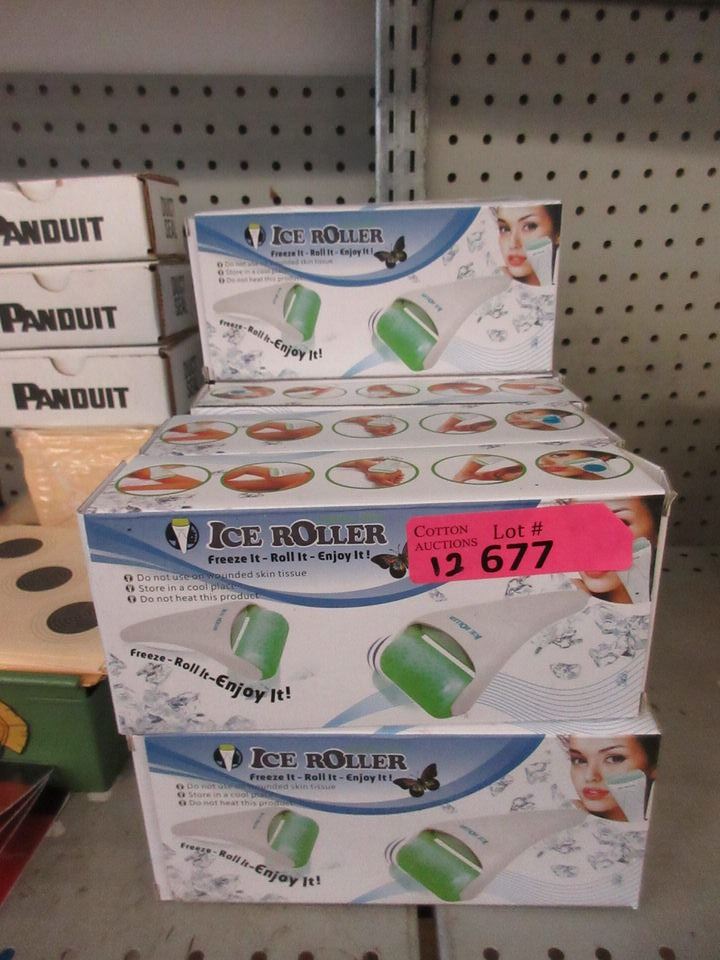 PANDUIT
PANDUIT
PANDUIT
ICE ROLLER
Freeze It - Roll It - Enjoy It!
Store in a cool
Do not heat this product
Freeze - Roll It - Enjoy It!
ICE ROLLER
Freeze It - Roll It - Enjoy It!
Do not use on wounded skin tissue
Store in a cool place
Do not heat this product
Freeze - Roll It - Enjoy It!
COTTON AUCTIONS Lot #
12 677
ICE ROLLER
Freeze It - Roll It - Enjoy It!
Do not use on wounded skin tissue
Store in a cool place
Do not heat this product
Freeze - Roll It - Enjoy It!